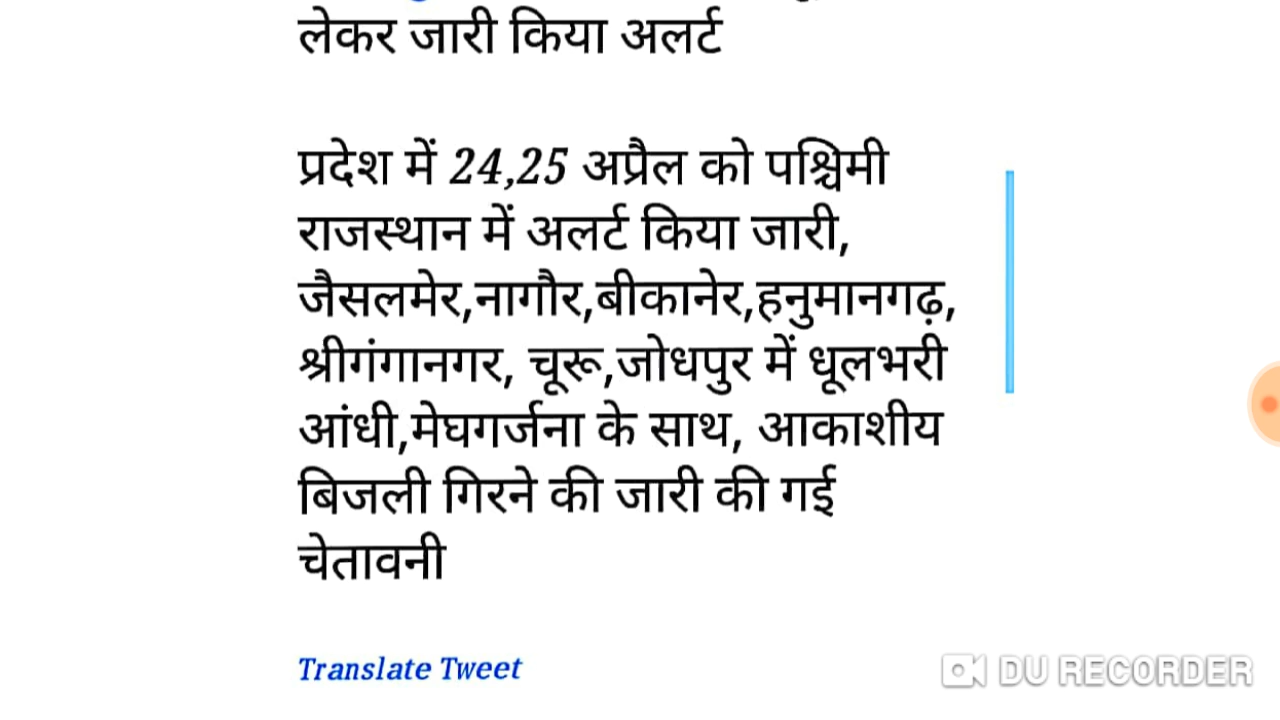 लेकर जारी किया अलर्ट
प्रदेश में 24,25 अप्रैल को पश्चिमी
राजस्थान में अलर्ट किया जारी,
जैसलमेर,नागौर,बीकानेर,हनुमानगढ़,
श्रीगंगानगर, चूरू,जोधपुर में धूलभरी
आंधी,मेघगर्जना के साथ, आकाशीय
बिजली गिरने की जारी की गई
चेतावनी
Translate Tweet
DU RECORDER